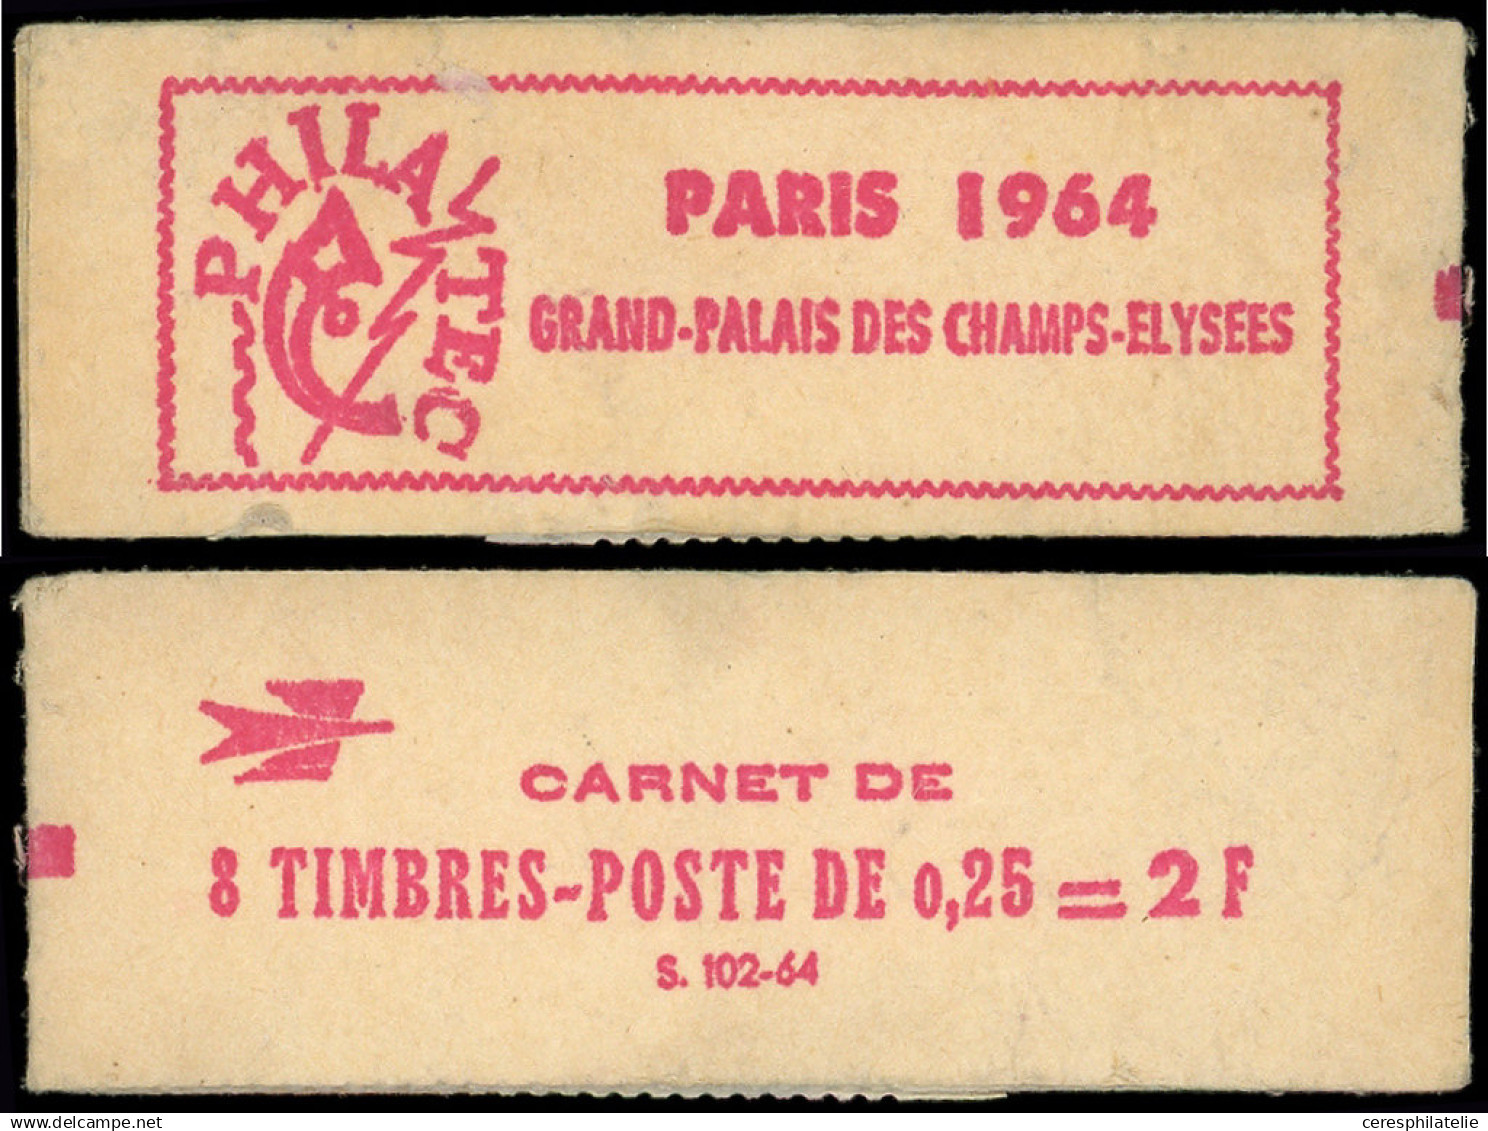 PHILATEC
PARIS 1964
GRAND-PALAIS DES CHAMPS-ELYSEES
CARNET DE
8 TIMBRES-POSTE DE 0,25 = 2 F
S. 102-64
www.delcampe.net
ceresphilatelie